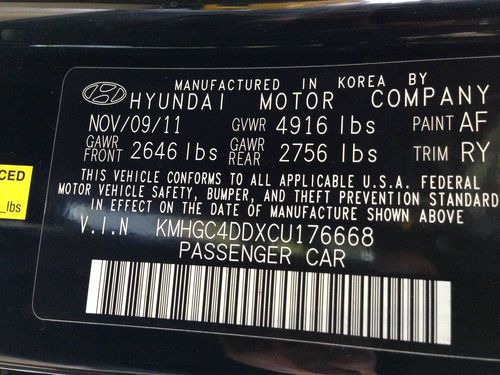 MANUFACTURED IN KOREA BY
HYUNDAI MOTOR COMPANY
NOV/09/11 GVWR 4916 lbs PAINT AF
GAWR FRONT 2646 lbs GAWR REAR 2756 lbs TRIM RY
THIS VEHICLE CONFORMS TO ALL APPLICABLE U.S.A. FEDERAL
MOTOR VEHICLE SAFETY, BUMPER, AND THEFT PREVENTION STANDARD
IN EFFECT ON THE DATE OF MANUFACTURE SHOWN ABOVE
V.I.N KMHGC4DDXCU176668
PASSENGER CAR
CED
lbs